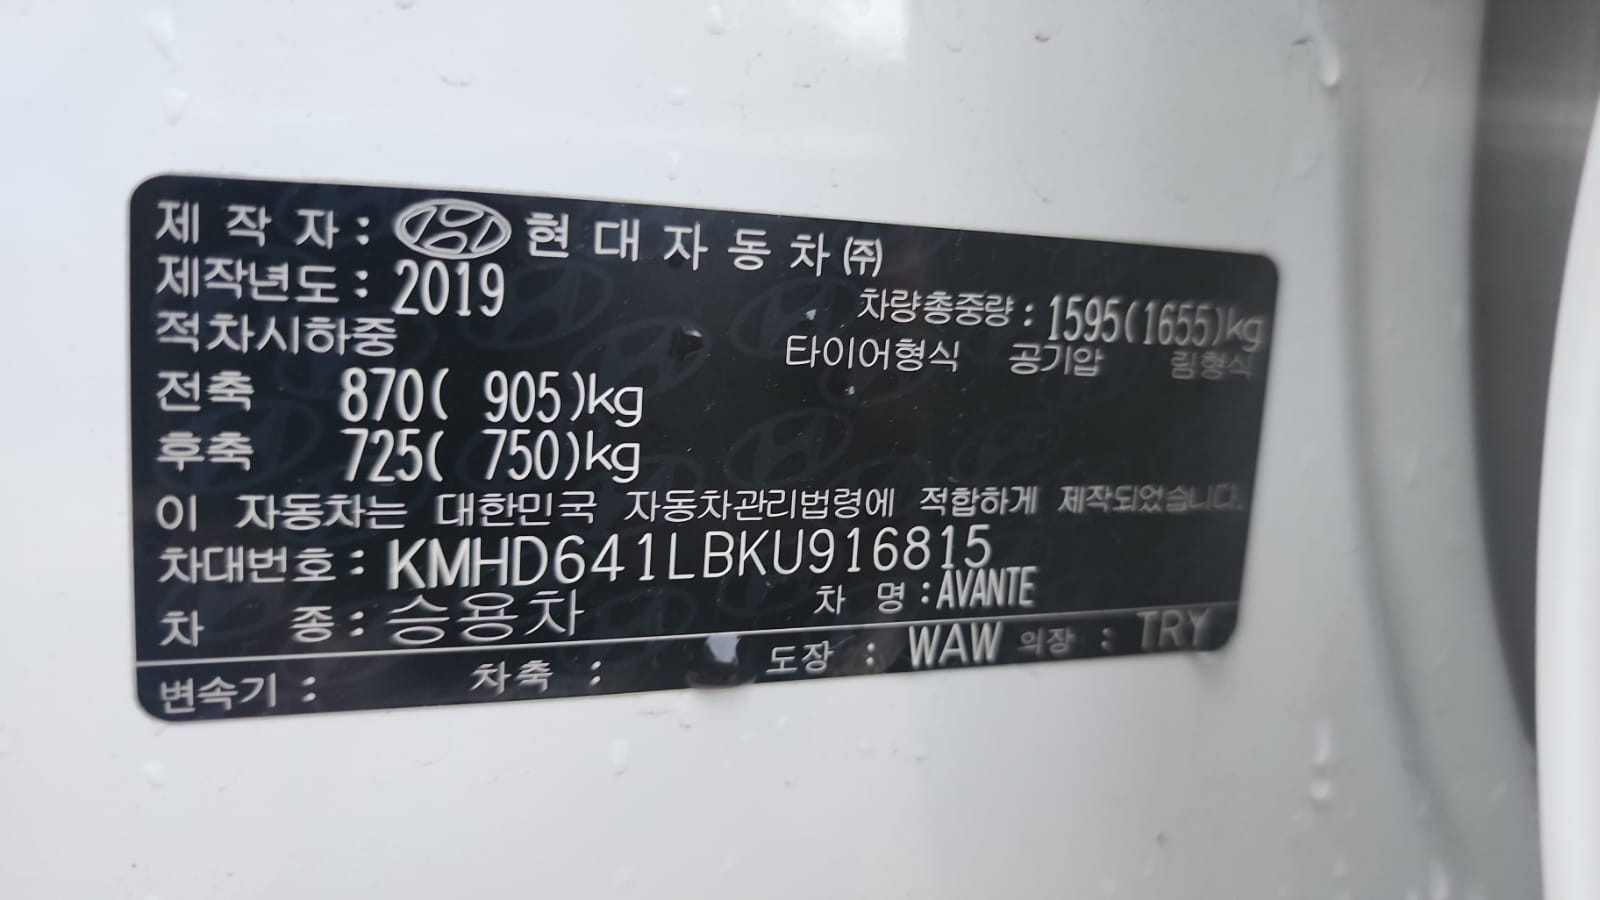 제 작 자 : 현대자동차㈜
제작년도 : 2019
차량총중량 : 1595(1655)kg
적차시하중
타이어형식 공기압 림형식
전축 870( 905)kg
후축 725( 750)kg
이 자동차는 대한민국 자동차관리법령에 적합하게 제작되었습니다.
차대번호 : KMHD641LBKU916815
차 종 : 승용차 차 명 : AVANTE
변속기 : 차축 : 도장 : WAW 의장 : TRY